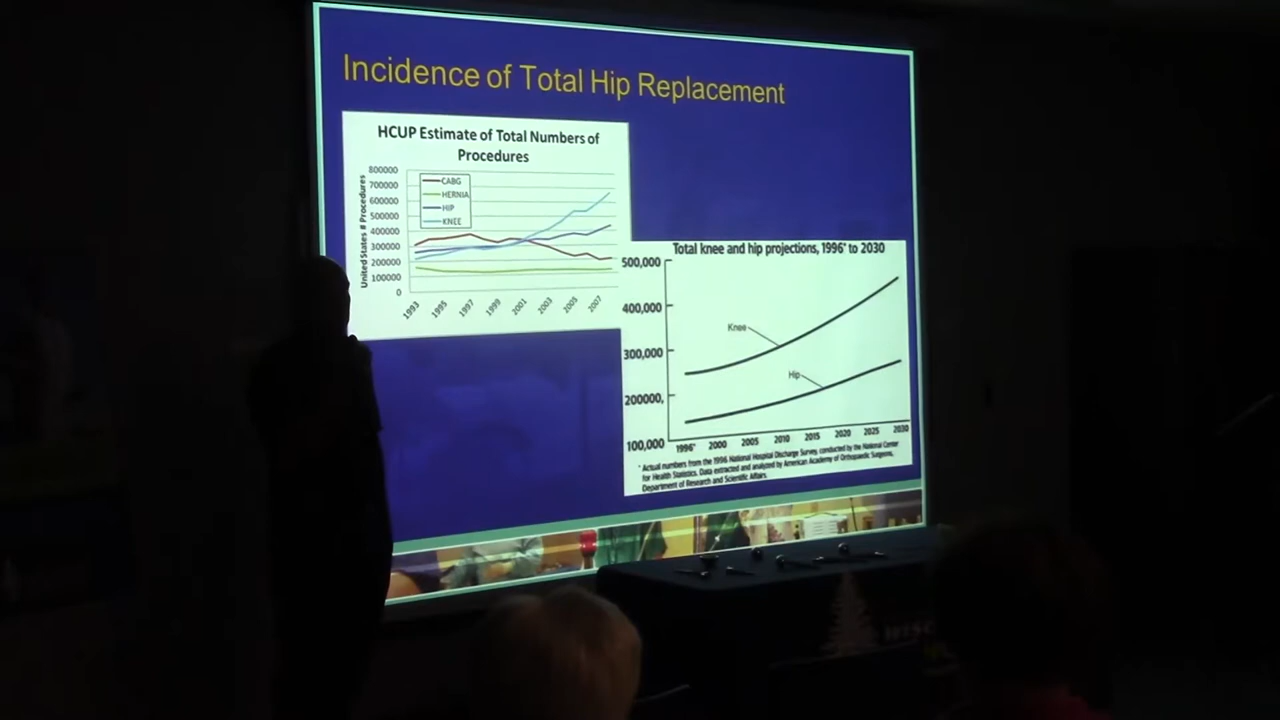 Incidence of Total Hip Replacement
HCUP Estimate of Total Numbers of
Procedures
United States # Procedures
800000
700000
600000
500000
400000
300000
200000
100000
0
CABG
HERNIA
HIP
KNEE
1993
1995
1997
1999
2001
2003
2005
2007
Total knee and hip projections, 1996* to 2030
500,000
400,000
300,000
200000,
100,000
Knee
Hip
1996* 2000 2005 2010 2015 2020 2025 2030
* Actual numbers from the 1996 National Hospital Discharge Survey, conducted by the National Center
for Health Statistics. Data extracted and analyzed by American Academy of Orthopaedic Surgeons,
Department of Research and Scientific Affairs.